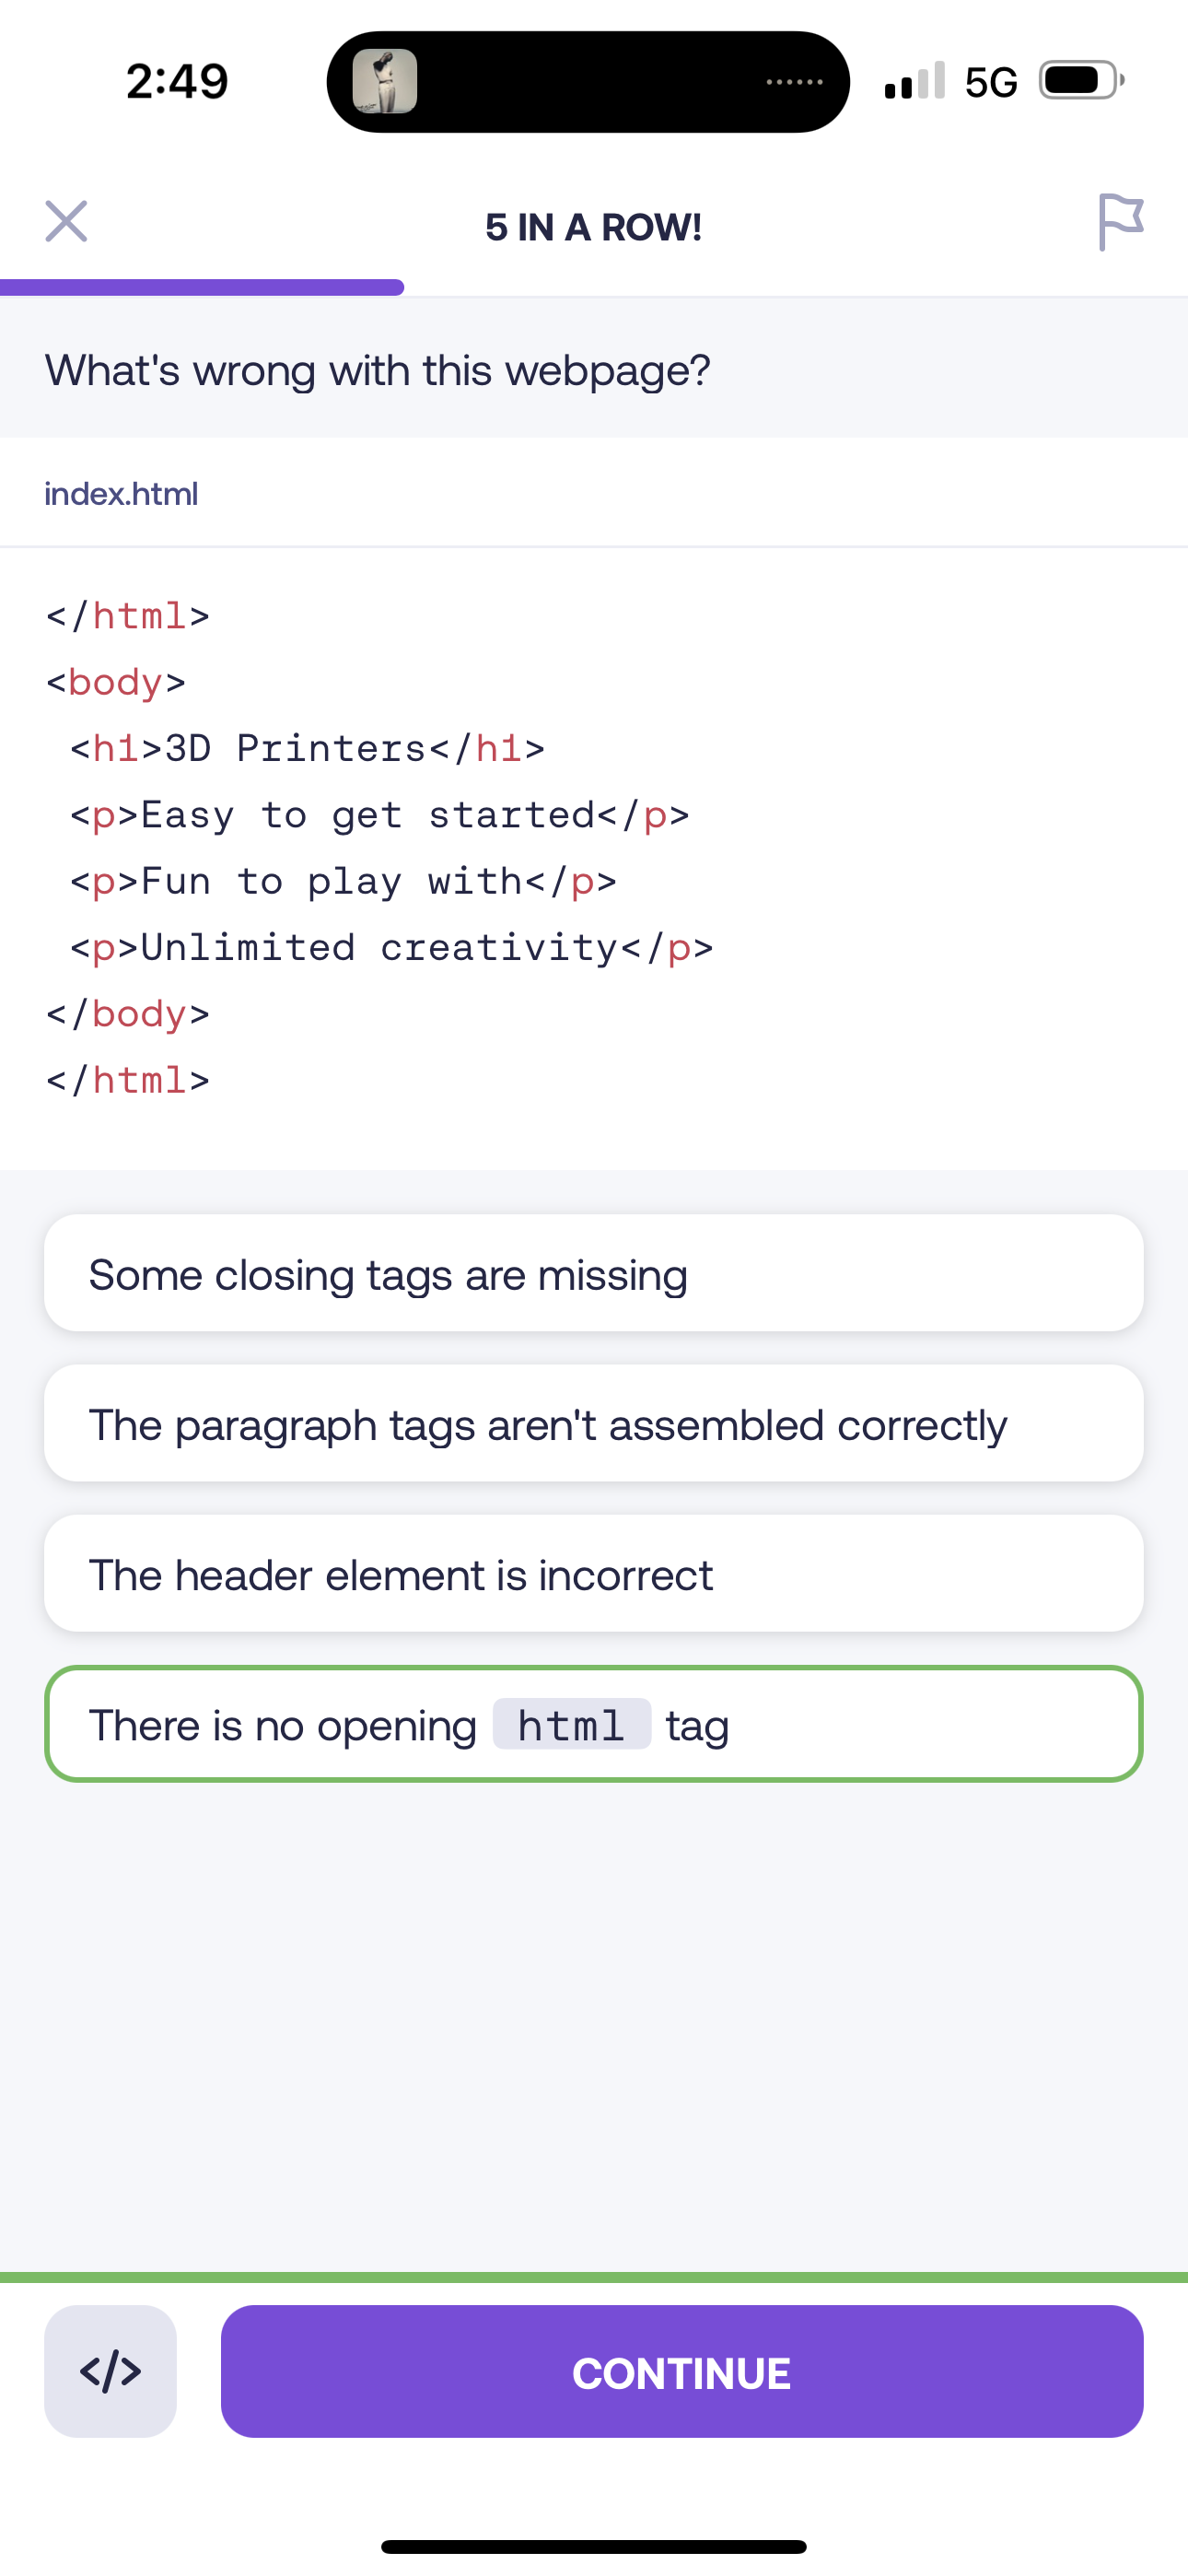 2:49
5G
5 IN A ROW!
What's wrong with this webpage?
index.html
</html>
<body>
<h1>3D Printers</h1>
<p>Easy to get started</p>
<p>Fun to play with</p>
<p>Unlimited creativity</p>
</body>
</html>
Some closing tags are missing
The paragraph tags aren't assembled correctly
The header element is incorrect
There is no opening html tag
</>
CONTINUE